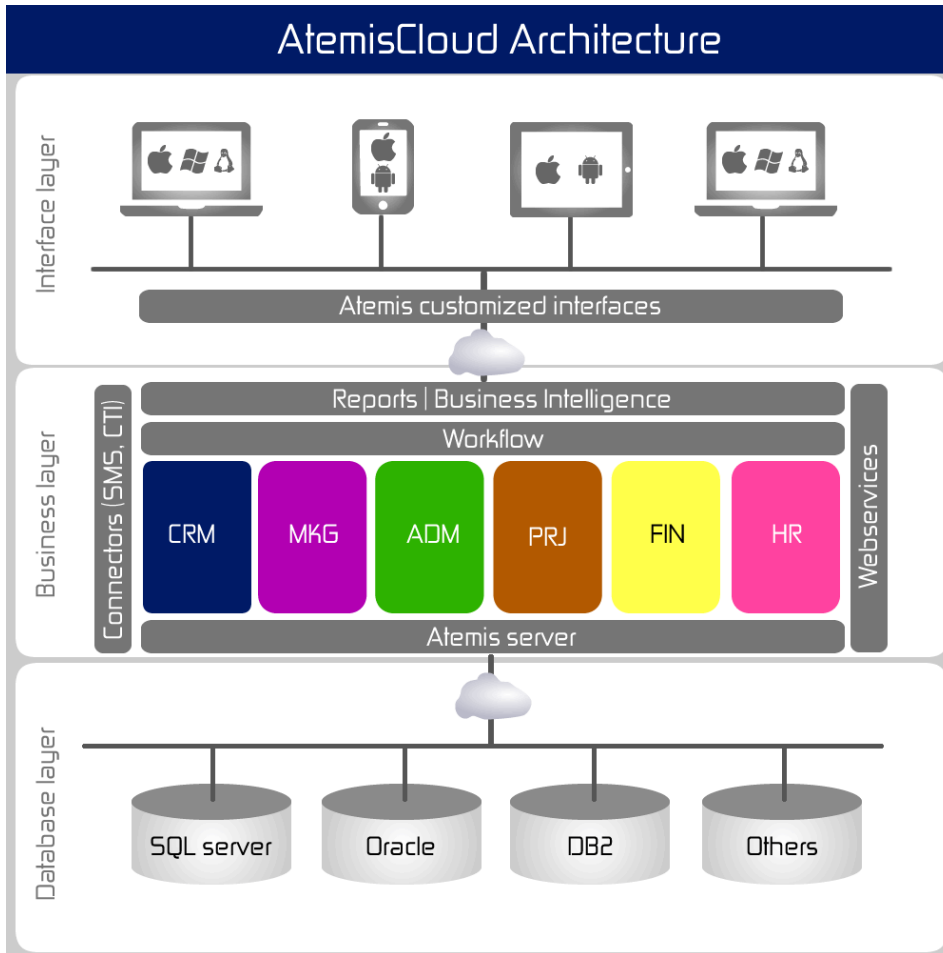 AtemisCloud Architecture
Interface layer
Atemis customized interfaces
Business layer
Connectors (SMS, CTI)
Reports | Business Intelligence
Workflow
CRM
MKG
ADM
PRJ
FIN
HR
Webservices
Atemis server
Database layer
SQL server
Oracle
DB2
Others